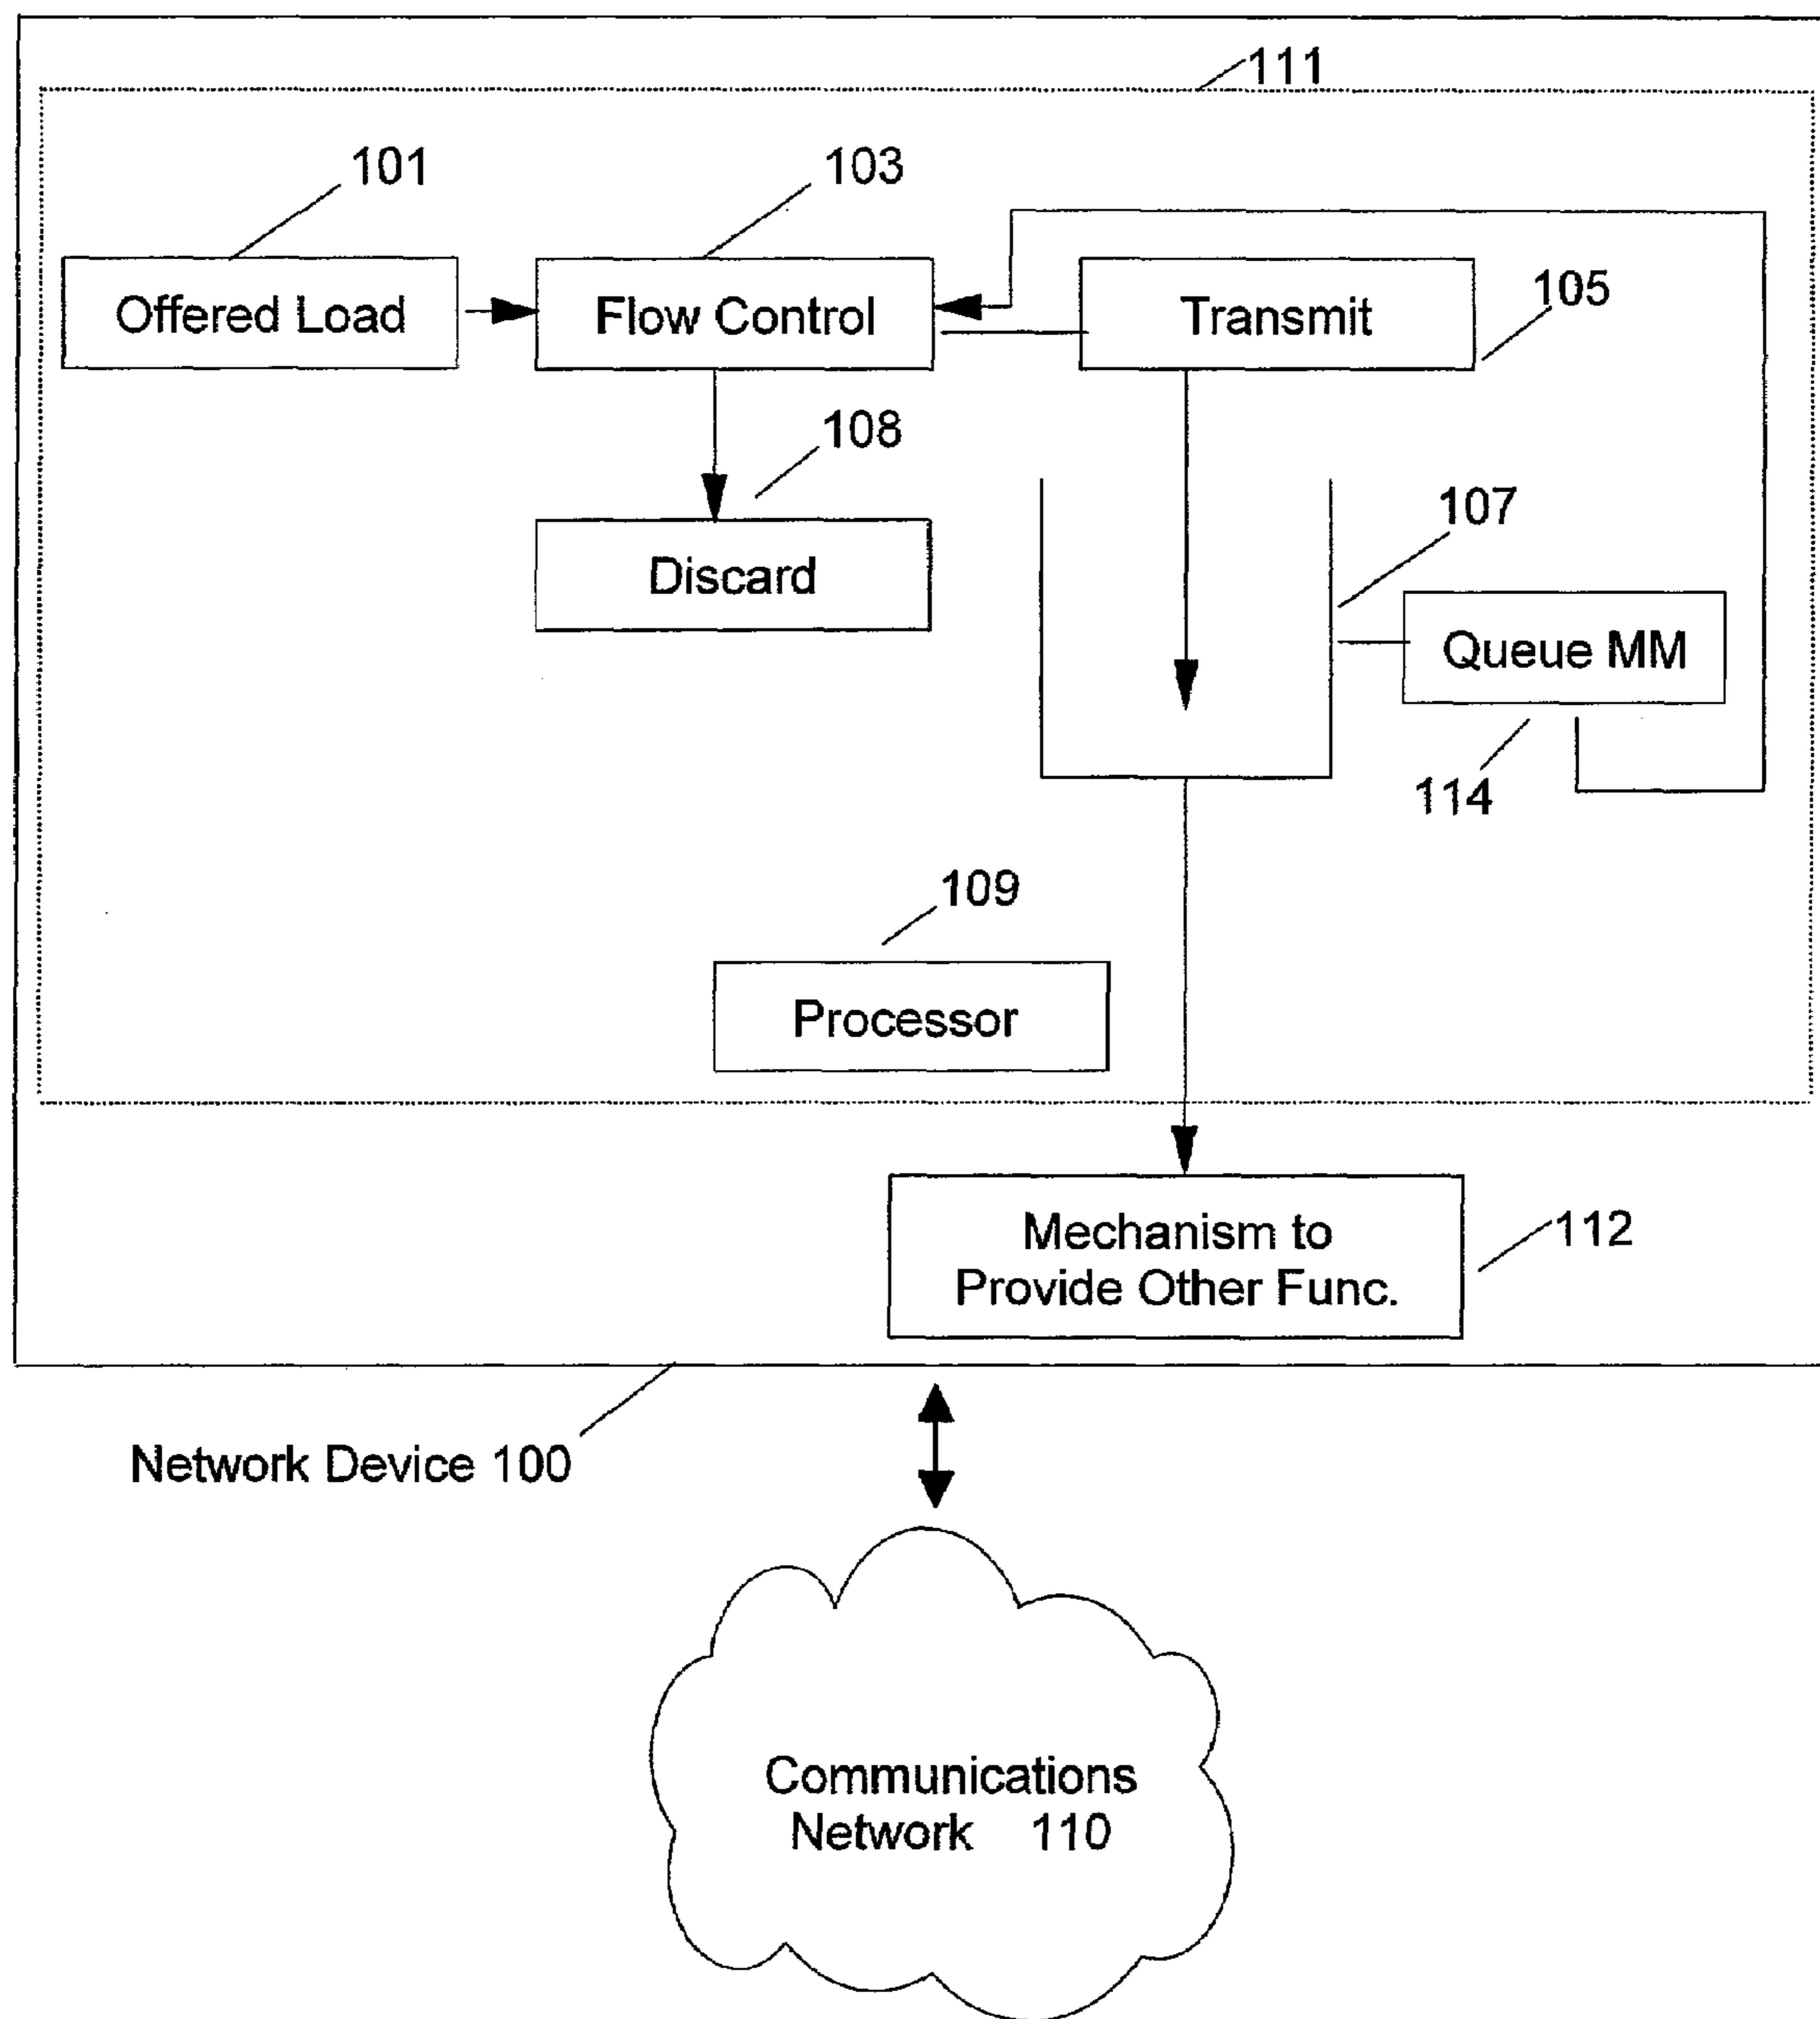 111
101
103
Offered Load
Flow Control
Transmit
105
108
107
Discard
Queue MM
114
109
Processor
Mechanism to
Provide Other Func.
112
Network Device 100
Communications
Network 110